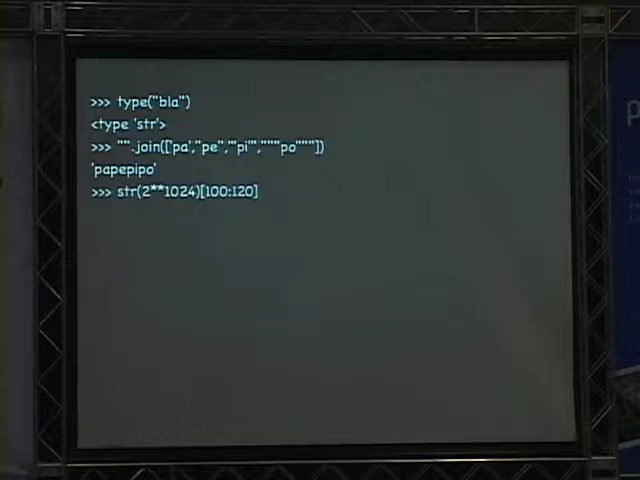 >>> type("bla")
<type 'str'>
>>> "".join(['pa',"pe",'''pi''',"""po"""])
'papepipo'
>>> str(2**1024)[100:120]
p